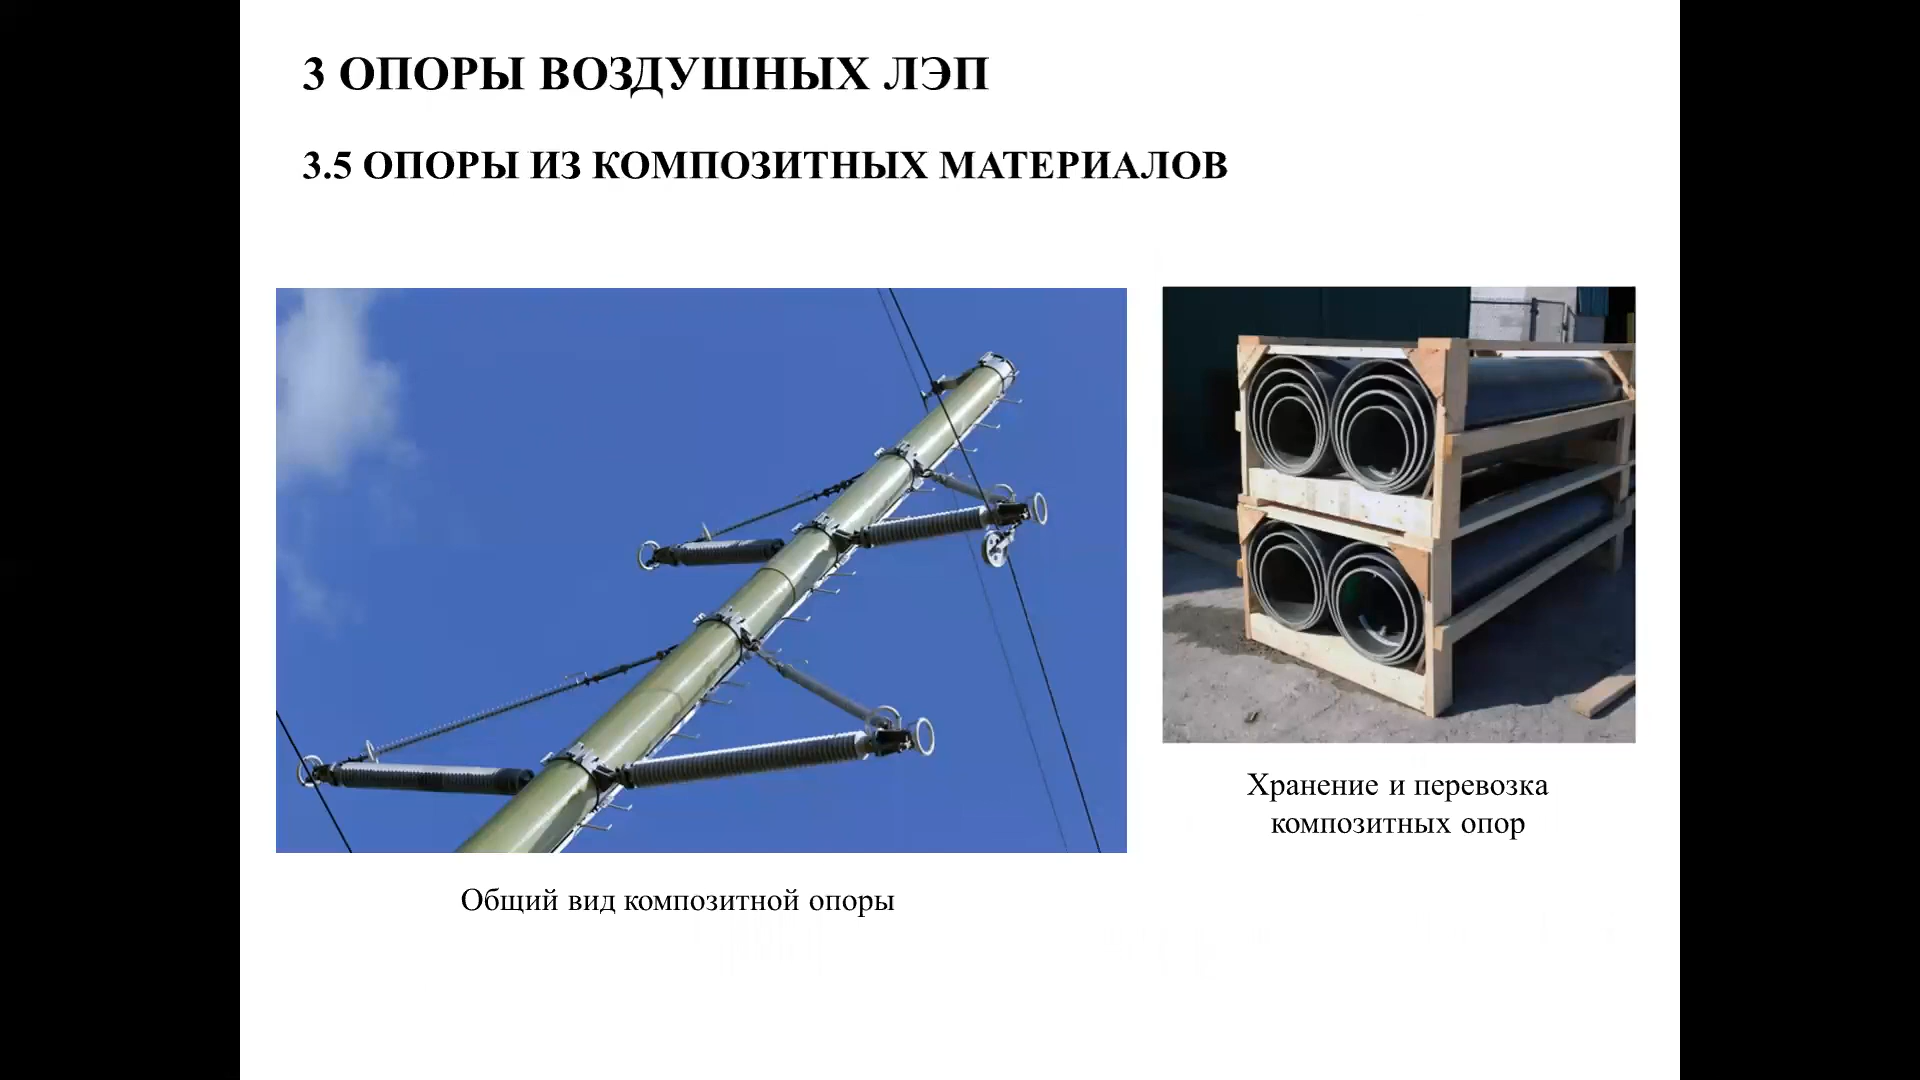 3 ОПОРЫ ВОЗДУШНЫХ ЛЭП
3.5 ОПОРЫ ИЗ КОМПОЗИТНЫХ МАТЕРИАЛОВ
Хранение и перевозка
композитных опор
Общий вид композитной опоры